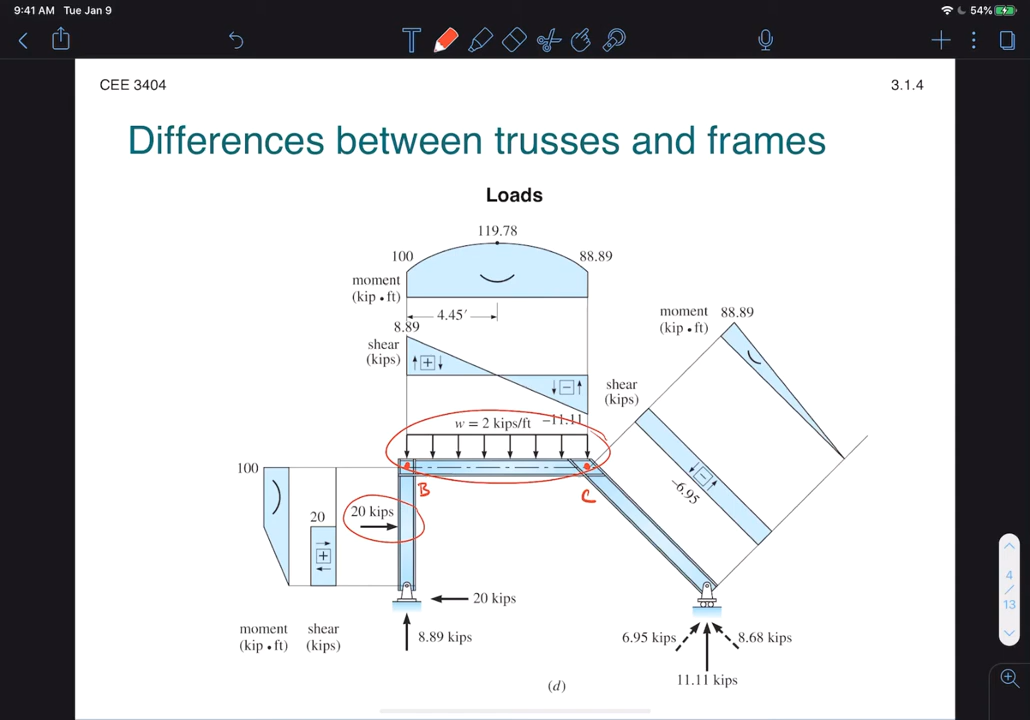 9:41 AM Tue Jan 9
54%
CEE 3404
3.1.4
Differences between trusses and frames
Loads
119.78
100
88.89
moment
(kip • ft)
4.45′
8.89
shear
(kips)
+
−
w = 2 kips/ft
−11.11
moment 88.89
(kip • ft)
shear
(kips)
−
−6.95
B
C
100
20
20 kips
+
20 kips
8.89 kips
moment shear
(kip • ft) (kips)
6.95 kips
8.68 kips
11.11 kips
(d)
4
/
13